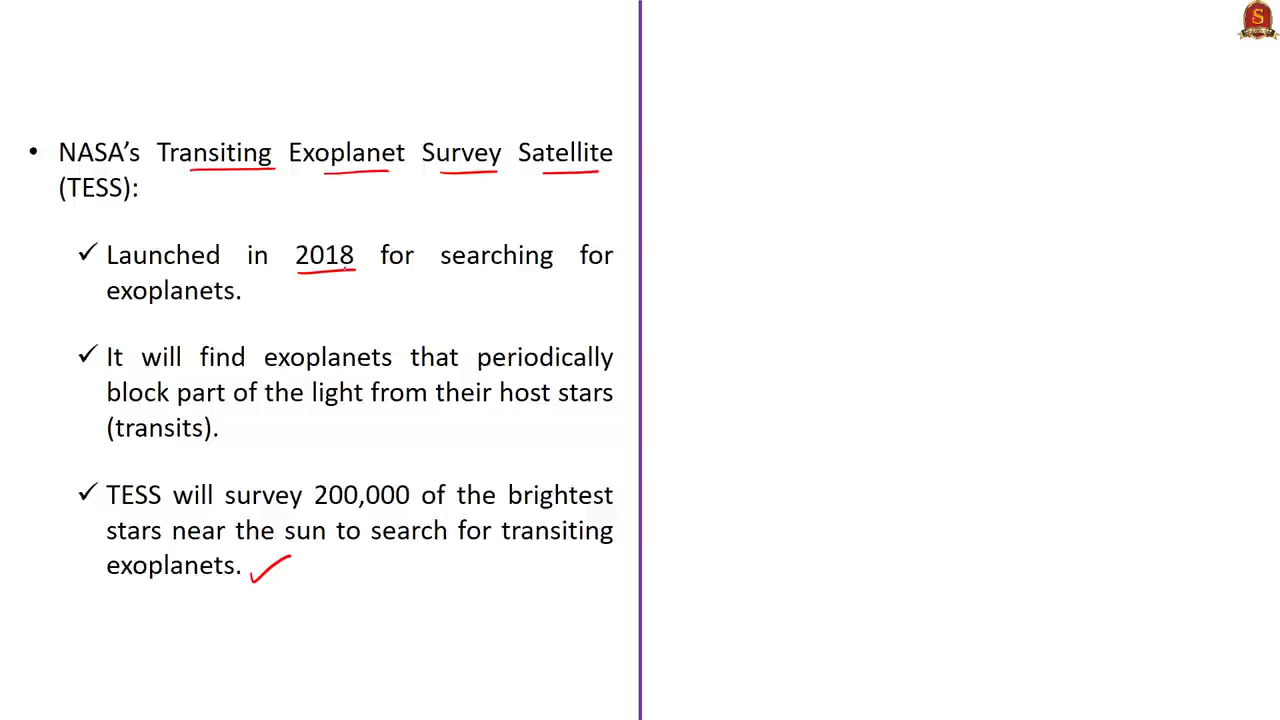 • NASA’s Transiting Exoplanet Survey Satellite
(TESS):
✓ Launched in 2018 for searching for
exoplanets.
✓ It will find exoplanets that periodically
block part of the light from their host stars
(transits).
✓ TESS will survey 200,000 of the brightest
stars near the sun to search for transiting
exoplanets.
S